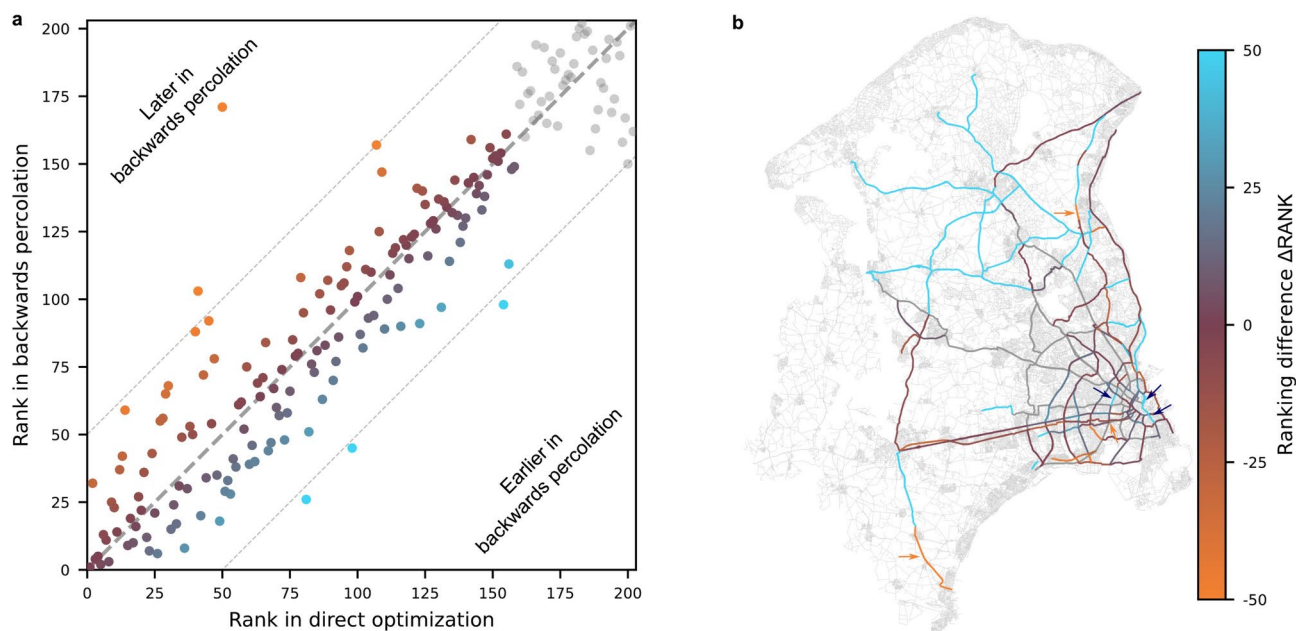 a
200
175
150
125
100
75
50
25
0
Rank in backwards percolation
Later in
backwards percolation
Earlier in
backwards percolation
0 25 50 75 100 125 150 175 200
Rank in direct optimization
b
50
25
0
-25
-50
Ranking difference ΔRANK